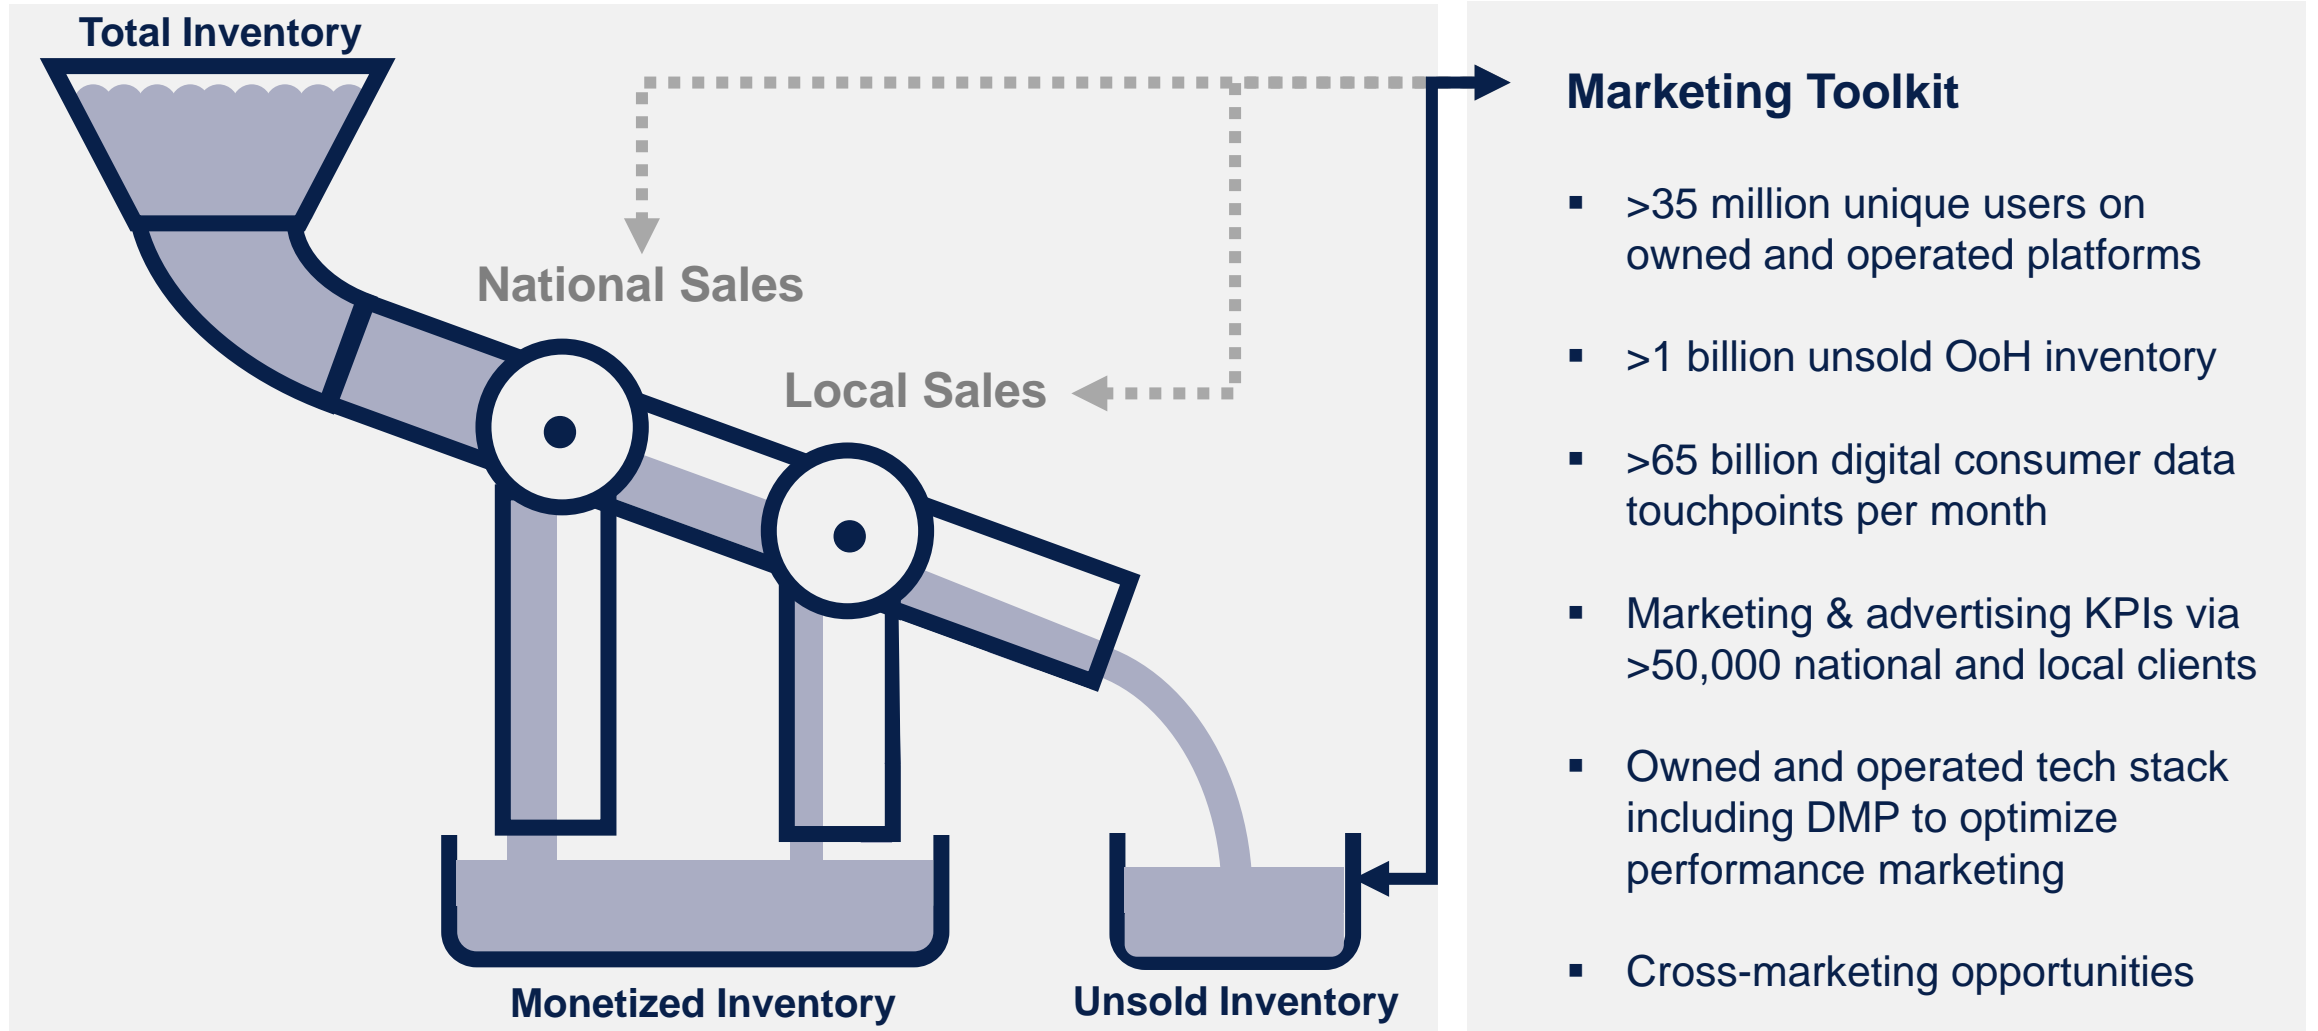 Total Inventory
National Sales
Local Sales
Monetized Inventory
Unsold Inventory
Marketing Toolkit
▪ >35 million unique users on
owned and operated platforms
▪ >1 billion unsold OoH inventory
▪ >65 billion digital consumer data
touchpoints per month
▪ Marketing & advertising KPIs via
>50,000 national and local clients
▪ Owned and operated tech stack
including DMP to optimize
performance marketing
▪ Cross-marketing opportunities